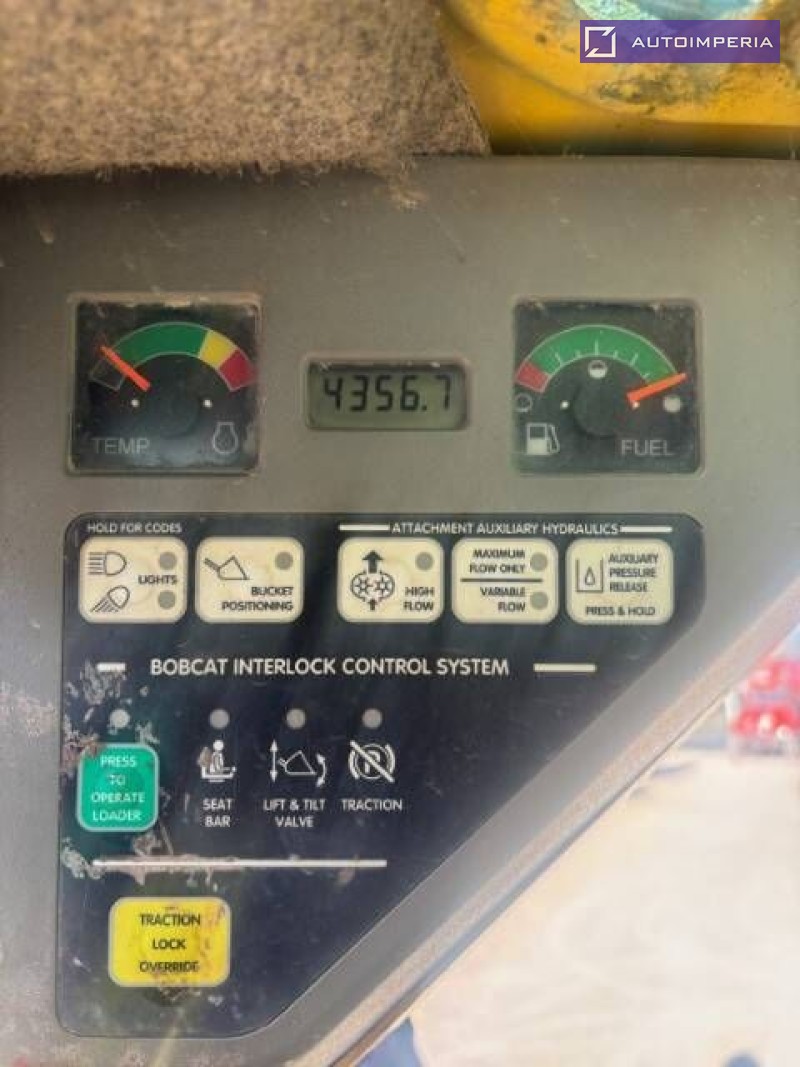 AUTOIMPERIA
4356.7
TEMP
FUEL
HOLD FOR CODES
ATTACHMENT AUXILIARY HYDRAULICS
LIGHTS
BUCKET
POSITIONING
HIGH
FLOW
MAXIMUM
FLOW ONLY
VARIABLE
FLOW
AUXILIARY
PRESSURE
RELEASE
PRESS & HOLD
BOBCAT INTERLOCK CONTROL SYSTEM
PRESS
TO
OPERATE
LOADER
SEAT
BAR
LIFT & TILT
VALVE
TRACTION
TRACTION
LOCK
OVERRIDE